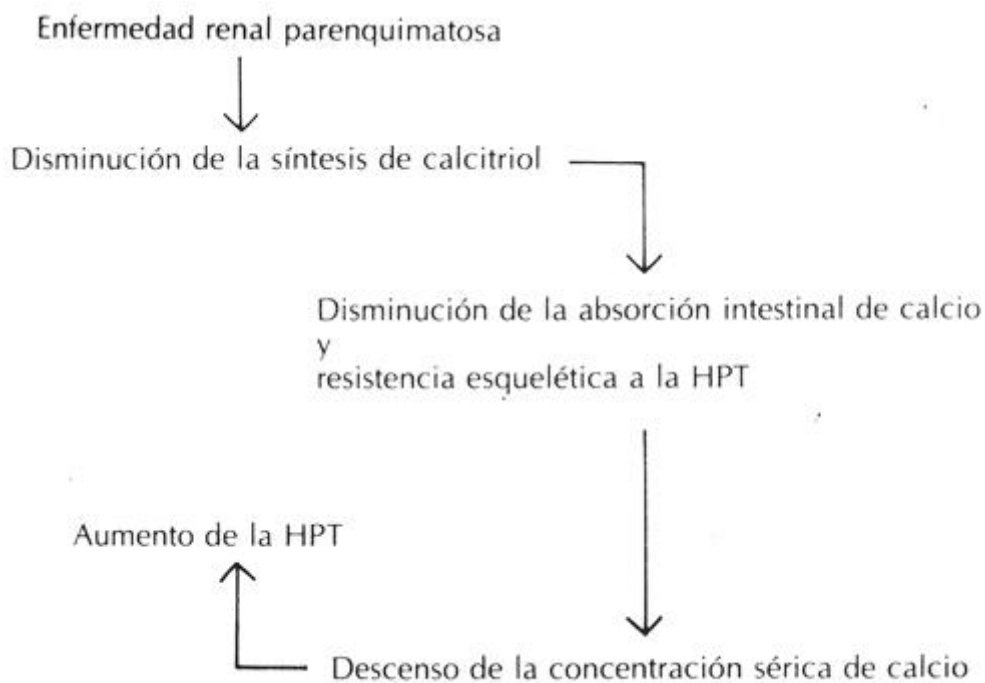 Enfermedad renal parenquimatosa
Disminución de la síntesis de calcitriol
Disminución de la absorción intestinal de calcio
y
resistencia esquelética a la HPT
Aumento de la HPT
Descenso de la concentración sérica de calcio